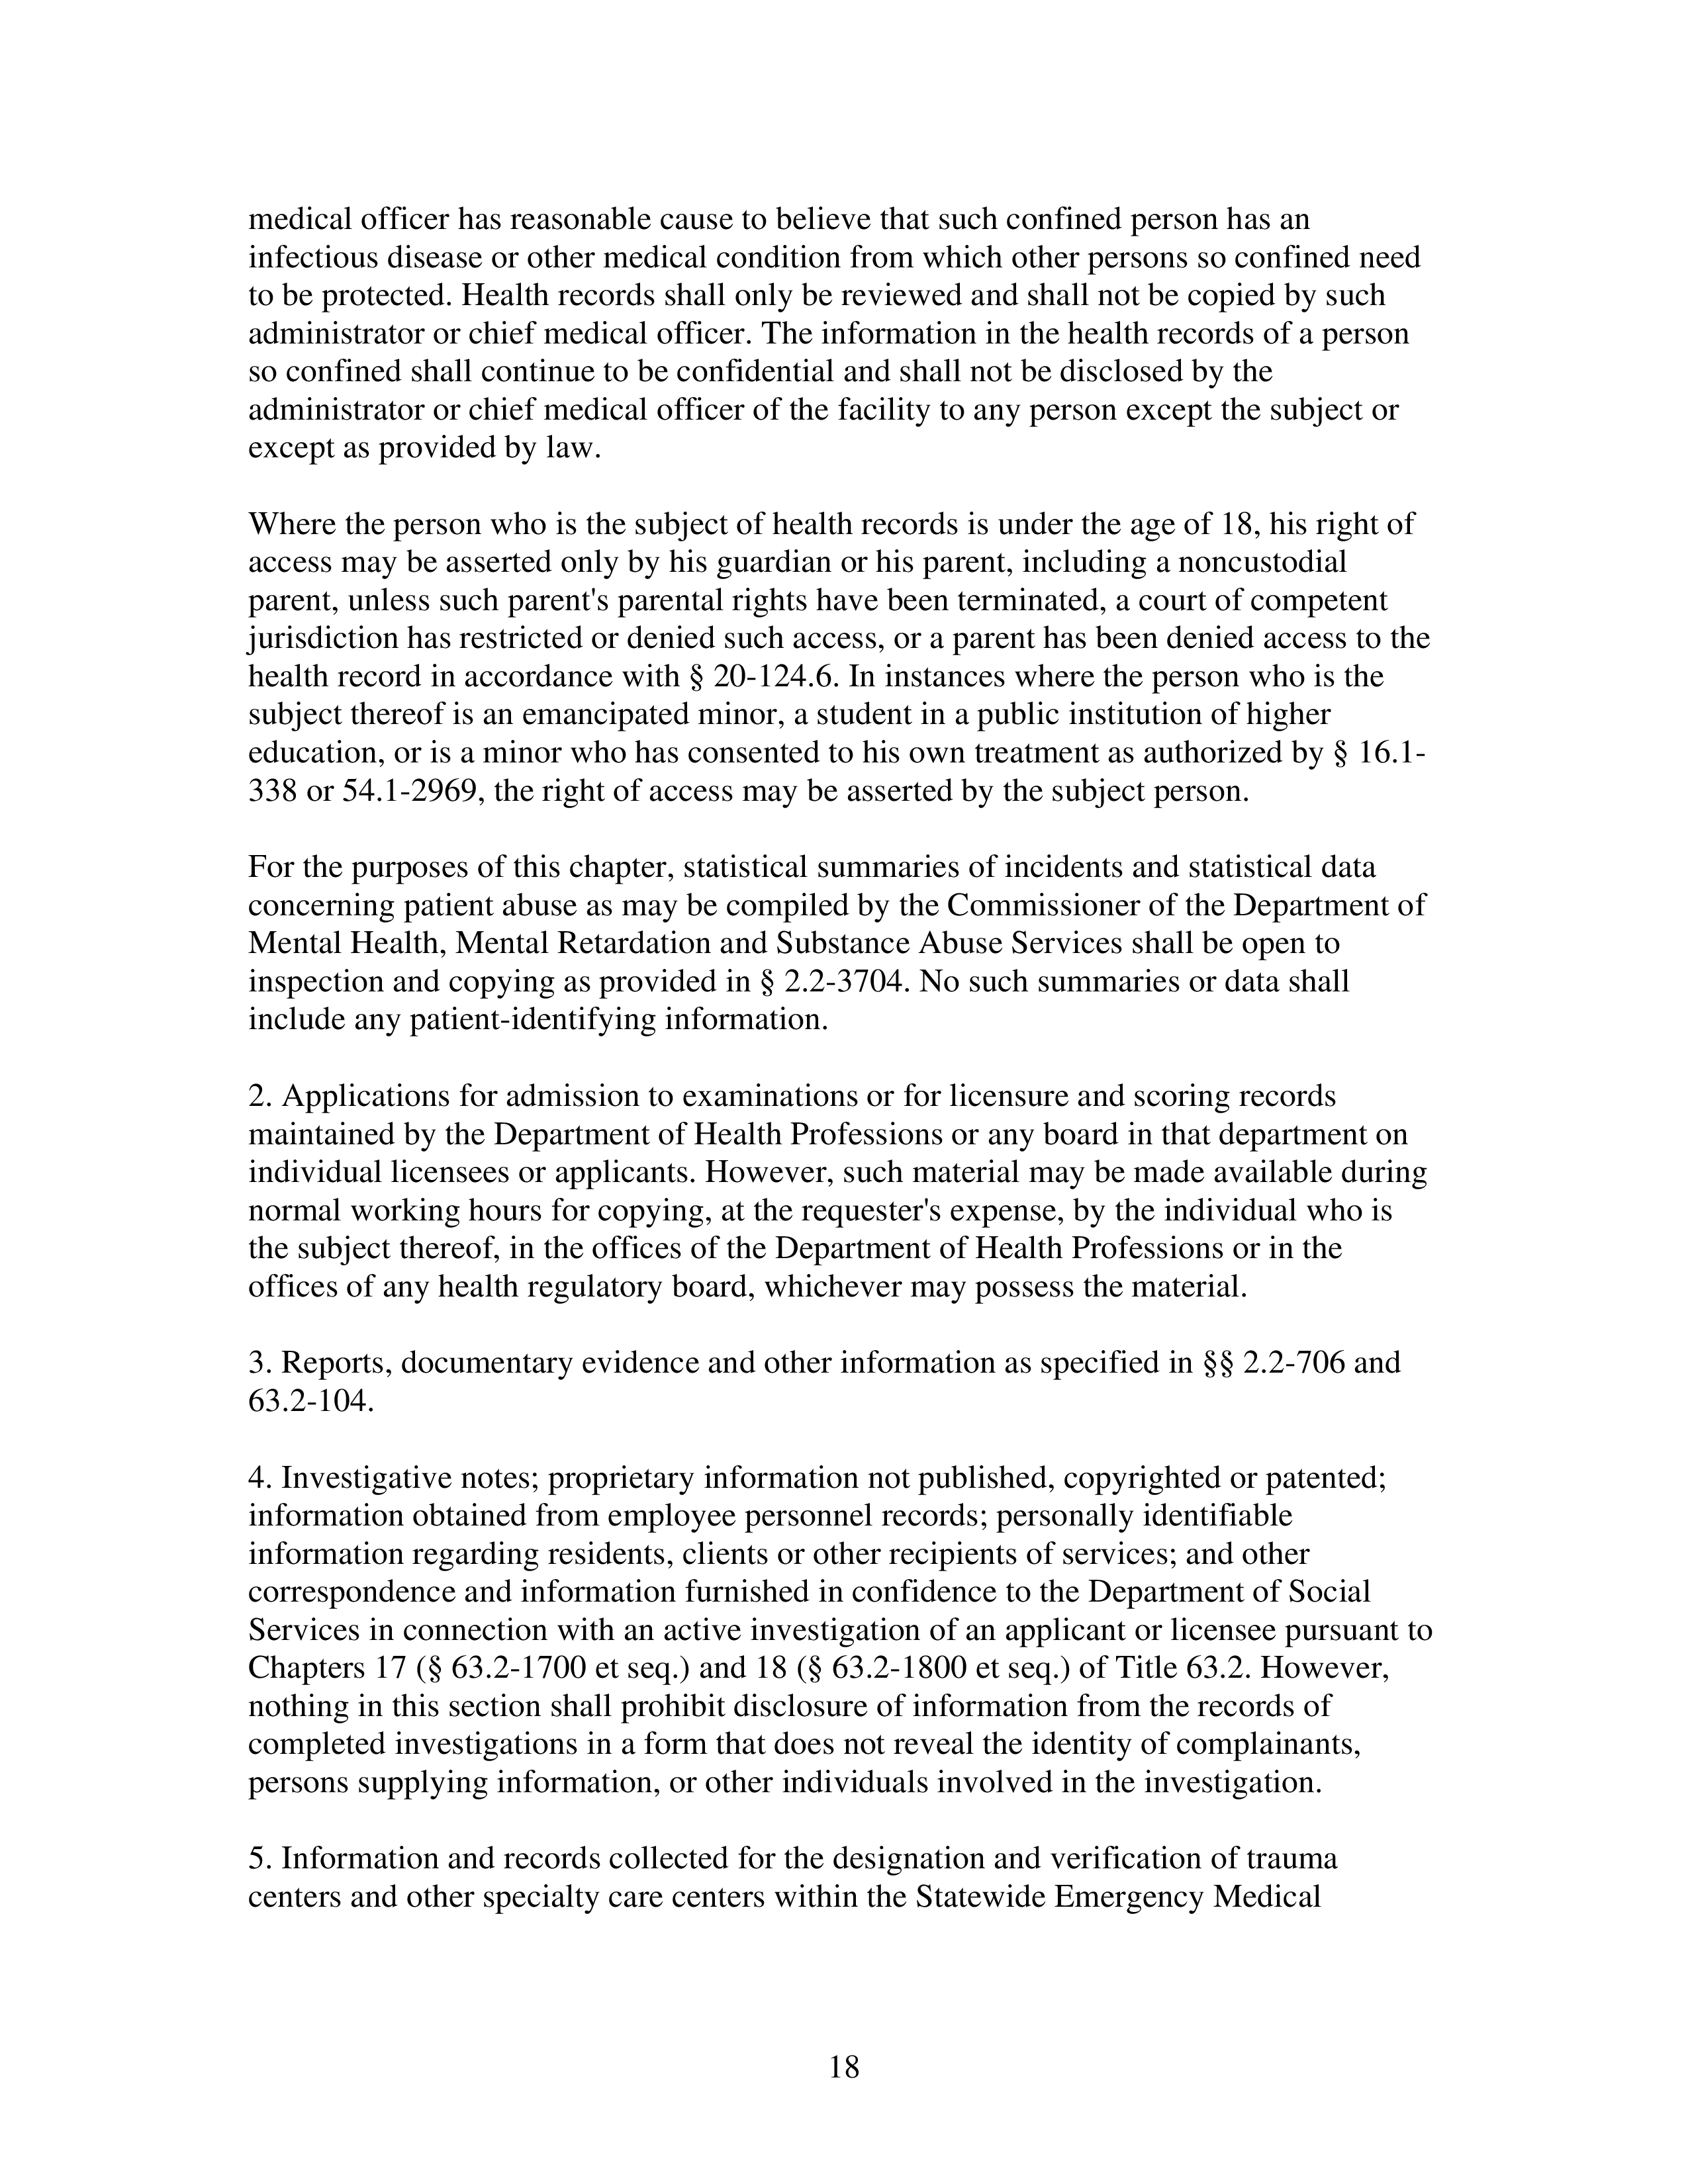 medical officer has reasonable cause to believe that such confined person has an
infectious disease or other medical condition from which other persons so confined need
to be protected. Health records shall only be reviewed and shall not be copied by such
administrator or chief medical officer. The information in the health records of a person
so confined shall continue to be confidential and shall not be disclosed by the
administrator or chief medical officer of the facility to any person except the subject or
except as provided by law.
Where the person who is the subject of health records is under the age of 18, his right of
access may be asserted only by his guardian or his parent, including a noncustodial
parent, unless such parent's parental rights have been terminated, a court of competent
jurisdiction has restricted or denied such access, or a parent has been denied access to the
health record in accordance with § 20-124.6. In instances where the person who is the
subject thereof is an emancipated minor, a student in a public institution of higher
education, or is a minor who has consented to his own treatment as authorized by § 16.1-
338 or 54.1-2969, the right of access may be asserted by the subject person.
For the purposes of this chapter, statistical summaries of incidents and statistical data
concerning patient abuse as may be compiled by the Commissioner of the Department of
Mental Health, Mental Retardation and Substance Abuse Services shall be open to
inspection and copying as provided in § 2.2-3704. No such summaries or data shall
include any patient-identifying information.
2. Applications for admission to examinations or for licensure and scoring records
maintained by the Department of Health Professions or any board in that department on
individual licensees or applicants. However, such material may be made available during
normal working hours for copying, at the requester's expense, by the individual who is
the subject thereof, in the offices of the Department of Health Professions or in the
offices of any health regulatory board, whichever may possess the material.
3. Reports, documentary evidence and other information as specified in §§ 2.2-706 and
63.2-104.
4. Investigative notes; proprietary information not published, copyrighted or patented;
information obtained from employee personnel records; personally identifiable
information regarding residents, clients or other recipients of services; and other
correspondence and information furnished in confidence to the Department of Social
Services in connection with an active investigation of an applicant or licensee pursuant to
Chapters 17 (§ 63.2-1700 et seq.) and 18 (§ 63.2-1800 et seq.) of Title 63.2. However,
nothing in this section shall prohibit disclosure of information from the records of
completed investigations in a form that does not reveal the identity of complainants,
persons supplying information, or other individuals involved in the investigation.
5. Information and records collected for the designation and verification of trauma
centers and other specialty care centers within the Statewide Emergency Medical
18